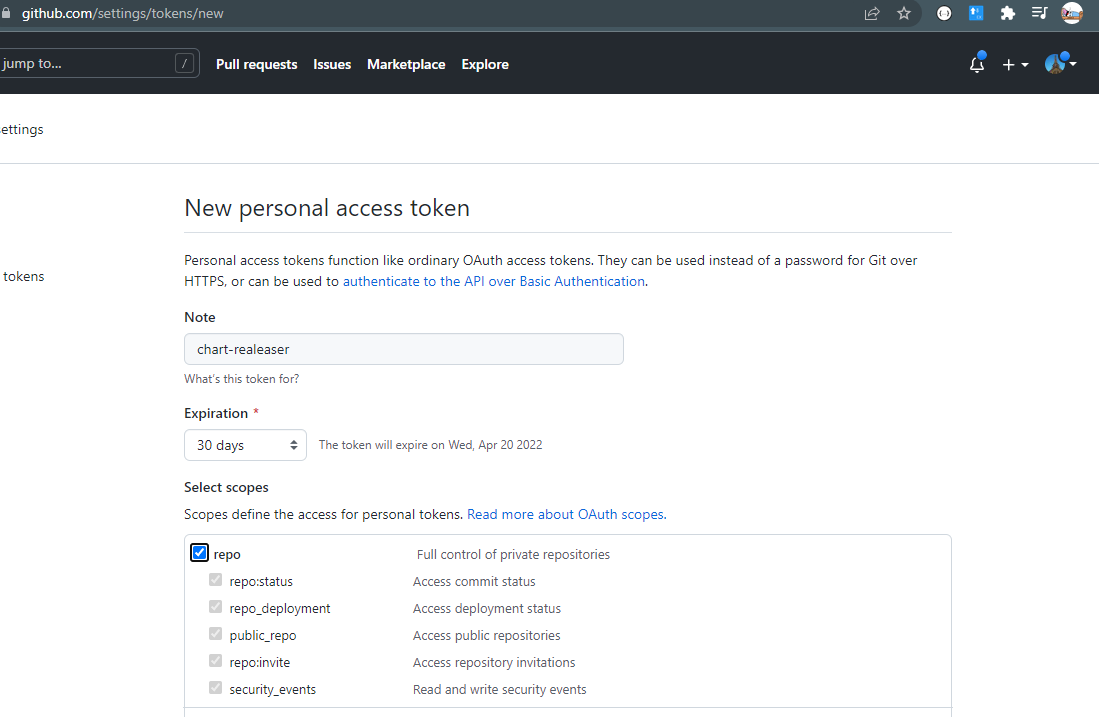 github.com/settings/tokens/new
jump to...
/
Pull requests
Issues
Marketplace
Explore
ettings
New personal access token
tokens
Personal access tokens function like ordinary OAuth access tokens. They can be used instead of a password for Git over
HTTPS, or can be used to authenticate to the API over Basic Authentication.
Note
chart-realeaser
What's this token for?
Expiration *
30 days
The token will expire on Wed, Apr 20 2022
Select scopes
Scopes define the access for personal tokens. Read more about OAuth scopes.
repo Full control of private repositories
repo:status Access commit status
repo_deployment Access deployment status
public_repo Access public repositories
repo:invite Access repository invitations
security_events Read and write security events